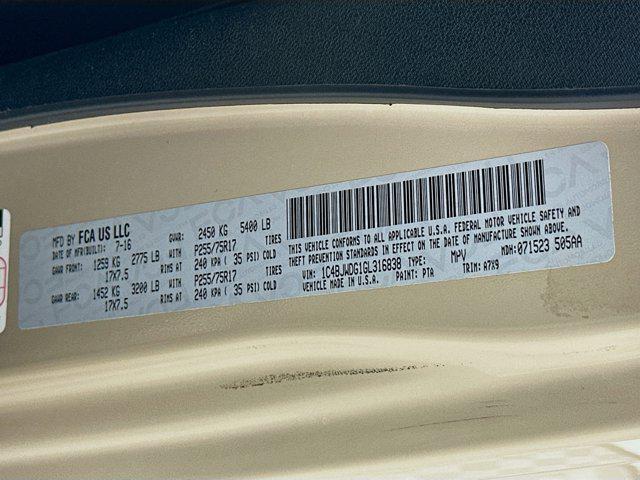 MFD BY FCA US LLC
DATE OF MFR(BUILT): 7-16 GVWR: 2450 KG 5400 LB
GAWR FRONT: 1259 KG 2775 LB WITH P255/75R17 TIRES
17X7.5 RIMS AT 240 KPA ( 35 PSI) COLD
GAWR REAR: 1452 KG 3200 LB WITH P255/75R17 TIRES
17X7.5 RIMS AT 240 KPA ( 35 PSI) COLD
THIS VEHICLE CONFORMS TO ALL APPLICABLE U.S.A. FEDERAL MOTOR VEHICLE SAFETY AND
THEFT PREVENTION STANDARDS IN EFFECT ON THE DATE OF MANUFACTURE SHOWN ABOVE.
VIN: 1C4BJWDG1GL316838 TYPE: MPV MDH: 071523 505AA
VEHICLE MADE IN U.S.A. PAINT: PTA TRIM: A7X9